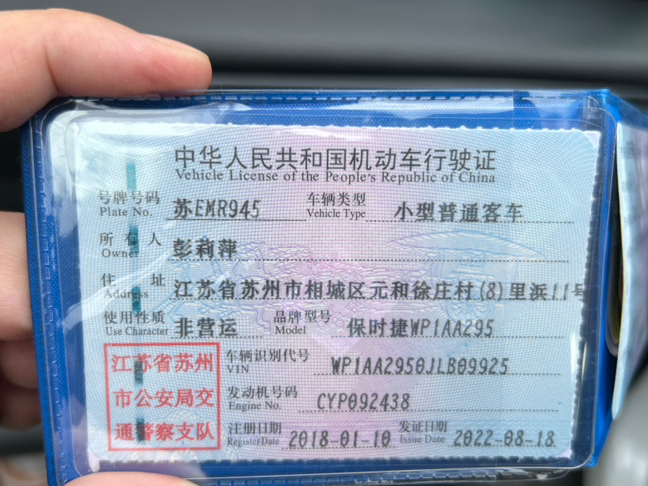 中华人民共和国机动车行驶证
Vehicle License of the People's Republic of China
号牌号码 Plate No. 苏EMR945 车辆类型 Vehicle Type 小型普通客车
所有人 Owner 彭莉萍
住址 Address 江苏省苏州市相城区元和徐庄村(8)里浜11号
使用性质 Use Character 非营运 品牌型号 Model 保时捷WP1AA295
车辆识别代号 VIN WP1AA2950JLB09925
发动机号码 Engine No. CYP092438
注册日期 Register Date 2018-01-10 发证日期 Issue Date 2022-08-18
江苏省苏州
市公安局交
通警察支队